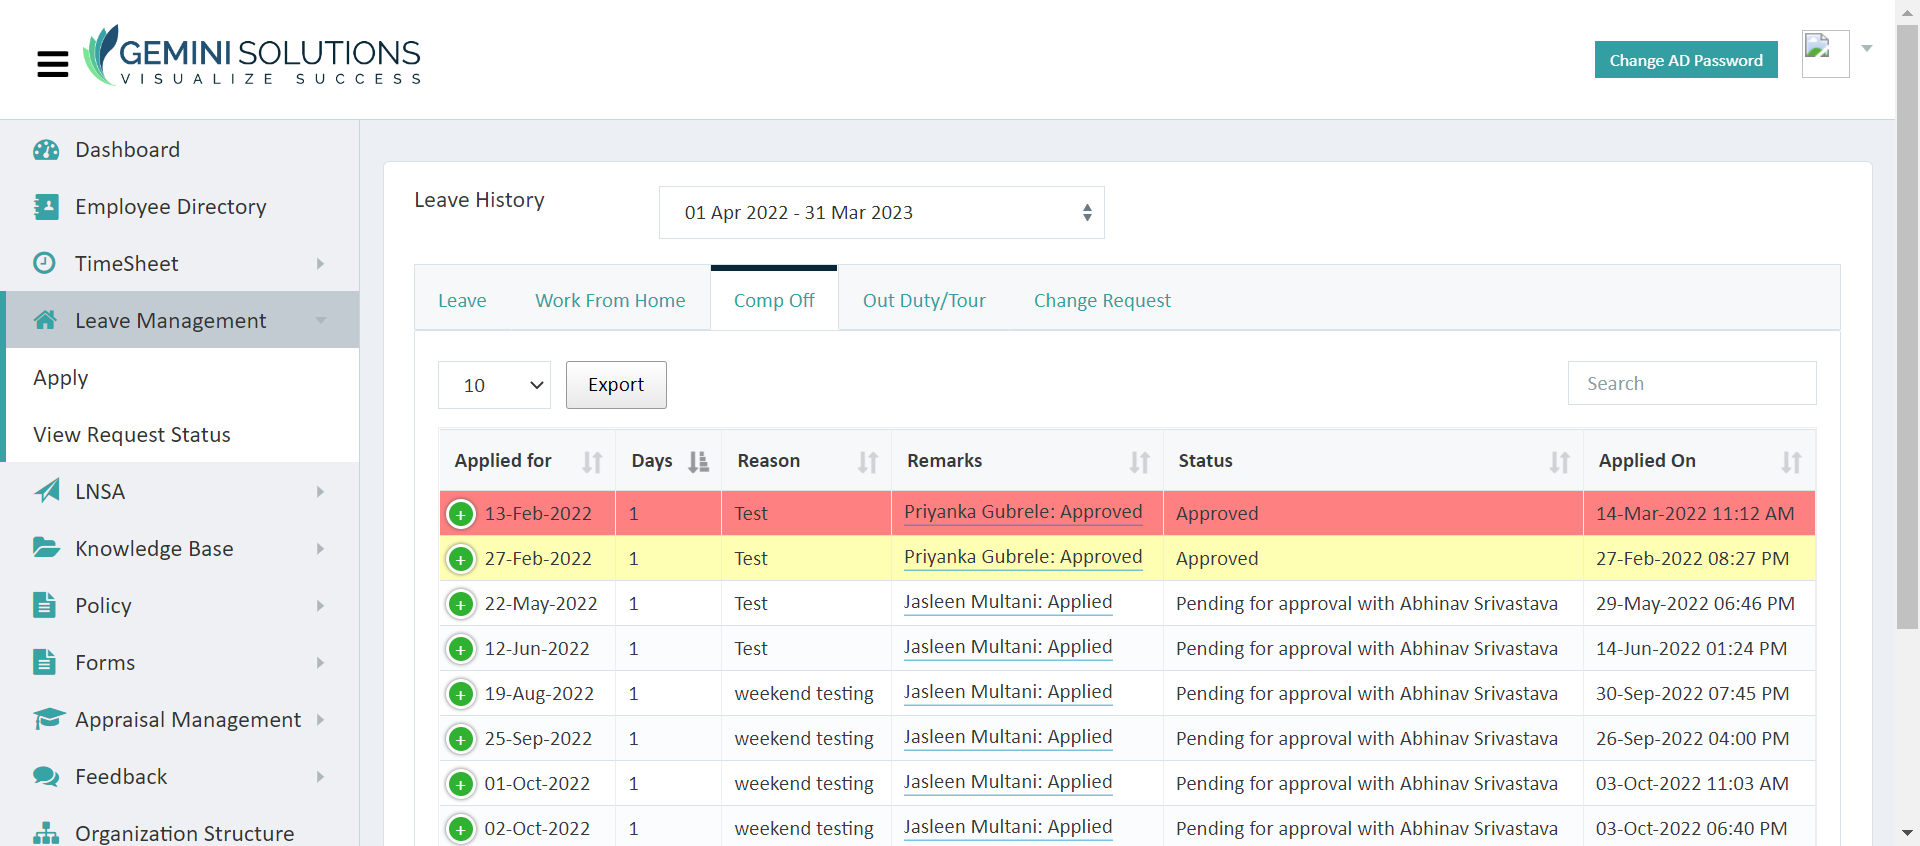 GEMINI SOLUTIONS
VISUALIZE SUCCESS
Change AD Password
Dashboard
Employee Directory
TimeSheet
Leave Management
Apply
View Request Status
LNSA
Knowledge Base
Policy
Forms
Appraisal Management
Feedback
Organization Structure
Leave History
01 Apr 2022 - 31 Mar 2023
Leave Work From Home Comp Off Out Duty/Tour Change Request
10 Export Search
Applied for Days Reason Remarks Status Applied On
13-Feb-2022 1 Test Priyanka Gubrele: Approved Approved 14-Mar-2022 11:12 AM
27-Feb-2022 1 Test Priyanka Gubrele: Approved Approved 27-Feb-2022 08:27 PM
22-May-2022 1 Test Jasleen Multani: Applied Pending for approval with Abhinav Srivastava 29-May-2022 06:46 PM
12-Jun-2022 1 Test Jasleen Multani: Applied Pending for approval with Abhinav Srivastava 14-Jun-2022 01:24 PM
19-Aug-2022 1 weekend testing Jasleen Multani: Applied Pending for approval with Abhinav Srivastava 30-Sep-2022 07:45 PM
25-Sep-2022 1 weekend testing Jasleen Multani: Applied Pending for approval with Abhinav Srivastava 26-Sep-2022 04:00 PM
01-Oct-2022 1 weekend testing Jasleen Multani: Applied Pending for approval with Abhinav Srivastava 03-Oct-2022 11:03 AM
02-Oct-2022 1 weekend testing Jasleen Multani: Applied Pending for approval with Abhinav Srivastava 03-Oct-2022 06:40 PM